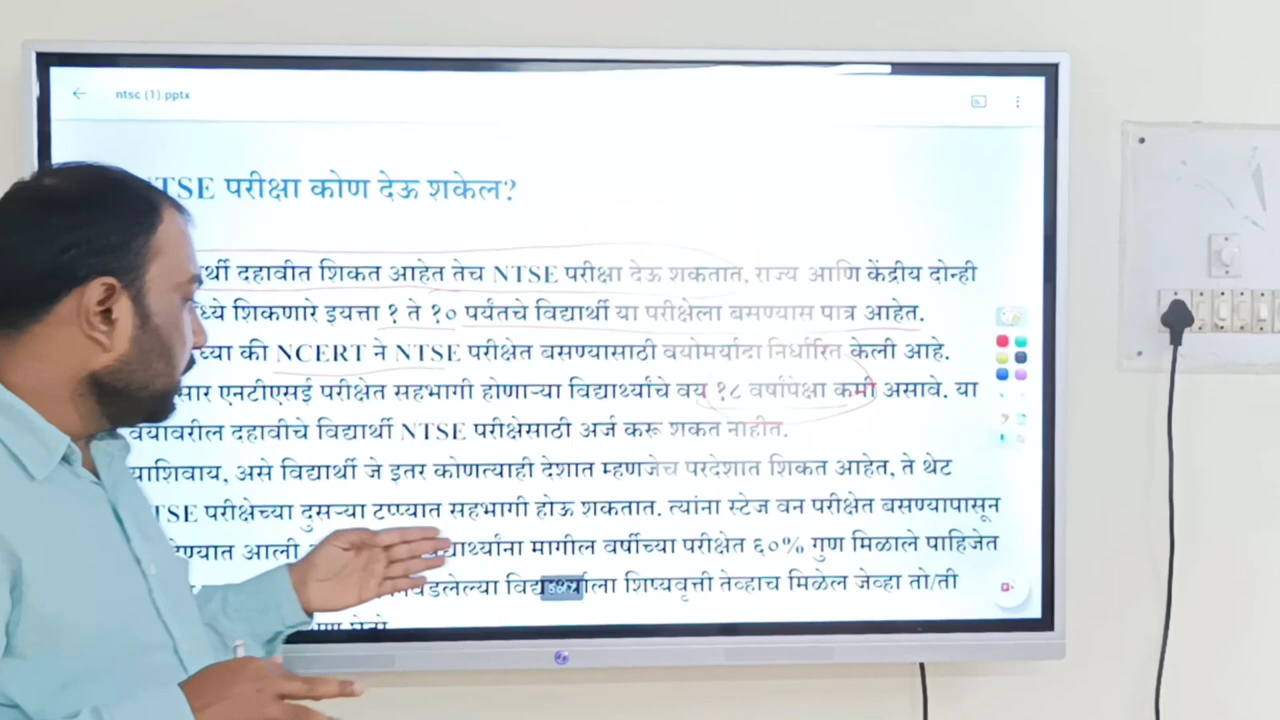 ntsc (1).pptx
TSE परीक्षा कोण देऊ शकेल?
र्थी दहावीत शिकत आहेत तेच NTSE परीक्षा देऊ शकतात, राज्य आणि केंद्रीय दोन्ही
ध्ये शिकणारे इयत्ता १ ते १० पर्यंतचे विद्यार्थी या परीक्षेला बसण्यास पात्र आहेत.
घ्या की NCERT ने NTSE परीक्षेत बसण्यासाठी वयोमर्यादा निर्धारित केली आहे.
सार एनटीएसई परीक्षेत सहभागी होणाऱ्या विद्यार्थ्यांचे वय १८ वर्षांपेक्षा कमी असावे. या
वयावरील दहावीचे विद्यार्थी NTSE परीक्षेसाठी अर्ज करू शकत नाहीत.
याशिवाय, असे विद्यार्थी जे इतर कोणत्याही देशात म्हणजेच परदेशात शिकत आहेत, ते थेट
TSE परीक्षेच्या दुसऱ्या टप्प्यात सहभागी होऊ शकतात. त्यांना स्टेज वन परीक्षेत बसण्यापासून
ण्यात आली द्यार्थ्यांना मागील वर्षीच्या परीक्षेत ६०% गुण मिळाले पाहिजेत
वडलेल्या शिष्यवृत्ती तेव्हाच मिळेल जेव्हा तो/ती